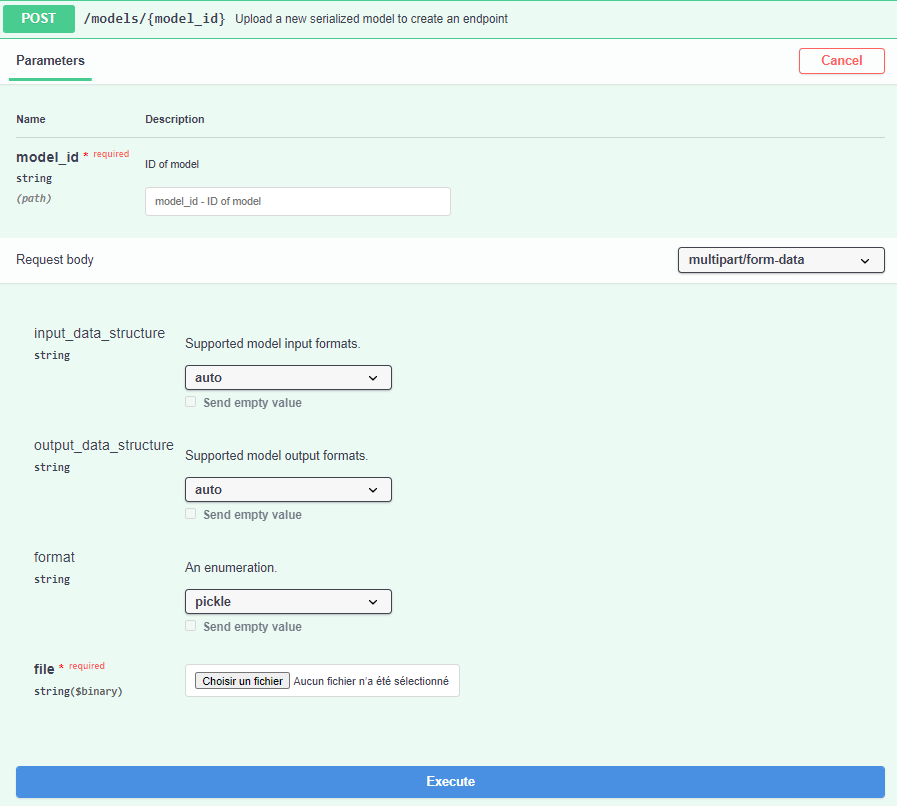 POST /models/{model_id} Upload a new serialized model to create an endpoint
Parameters Cancel
Name Description
model_id * required ID of model
string
(path) model_id - ID of model
Request body multipart/form-data
input_data_structure Supported model input formats.
string
auto
Send empty value
output_data_structure Supported model output formats.
string
auto
Send empty value
format An enumeration.
string
pickle
Send empty value
file * required Choisir un fichier Aucun fichier n'a été sélectionné
string($binary)
Execute